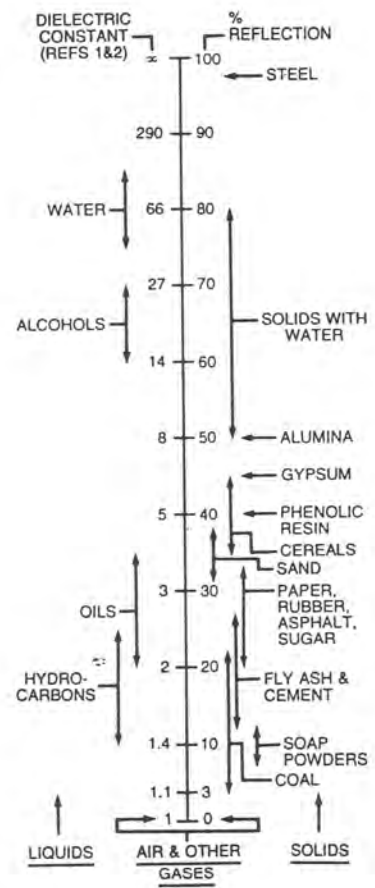 DIELECTRIC
CONSTANT
(REFS 1&2)
%
REFLECTION
∞ 100
STEEL
290 90
WATER
66 80
27 70
ALCOHOLS
SOLIDS WITH
WATER
14 60
8 50
ALUMINA
GYPSUM
5 40
PHENOLIC
RESIN
CEREALS
SAND
3 30
PAPER,
RUBBER,
ASPHALT,
SUGAR
OILS
2 20
HYDRO-
CARBONS
FLY ASH &
CEMENT
1.4 10
SOAP
POWDERS
COAL
1.1 3
1 0
LIQUIDS
AIR & OTHER
GASES
SOLIDS